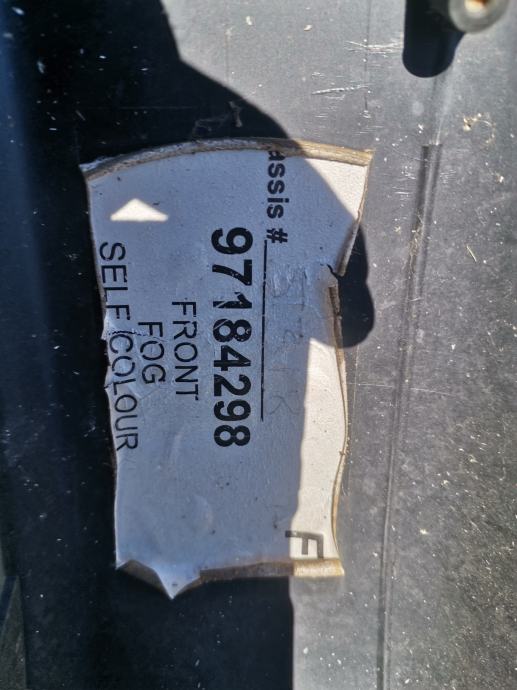 assis #
97184298
FRONT
FOG
SELF COLOUR
F